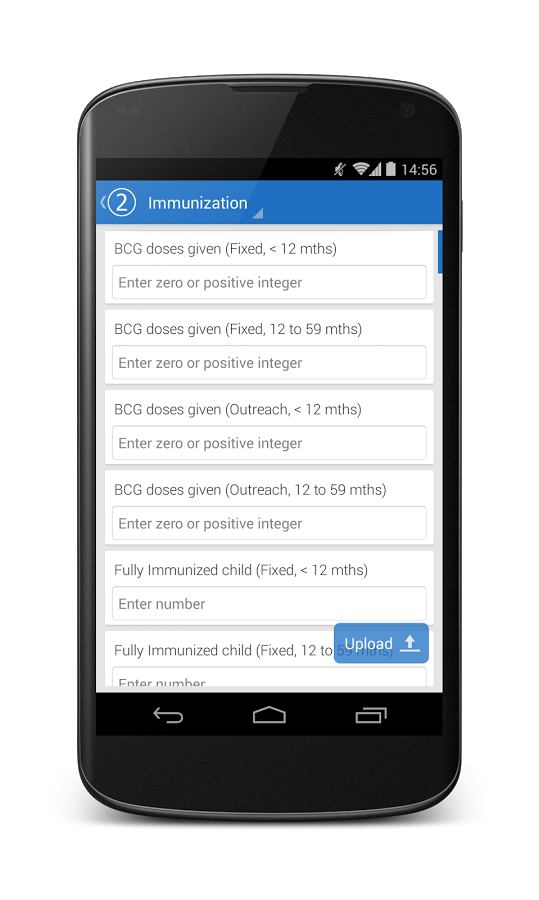 14:56
2 Immunization
BCG doses given (Fixed, < 12 mths)
Enter zero or positive integer
BCG doses given (Fixed, 12 to 59 mths)
Enter zero or positive integer
BCG doses given (Outreach, < 12 mths)
Enter zero or positive integer
BCG doses given (Outreach, 12 to 59 mths)
Enter zero or positive integer
Fully Immunized child (Fixed, < 12 mths)
Enter number
Fully Immunized child (Fixed, 12 to 59 mths)
Upload
Enter number